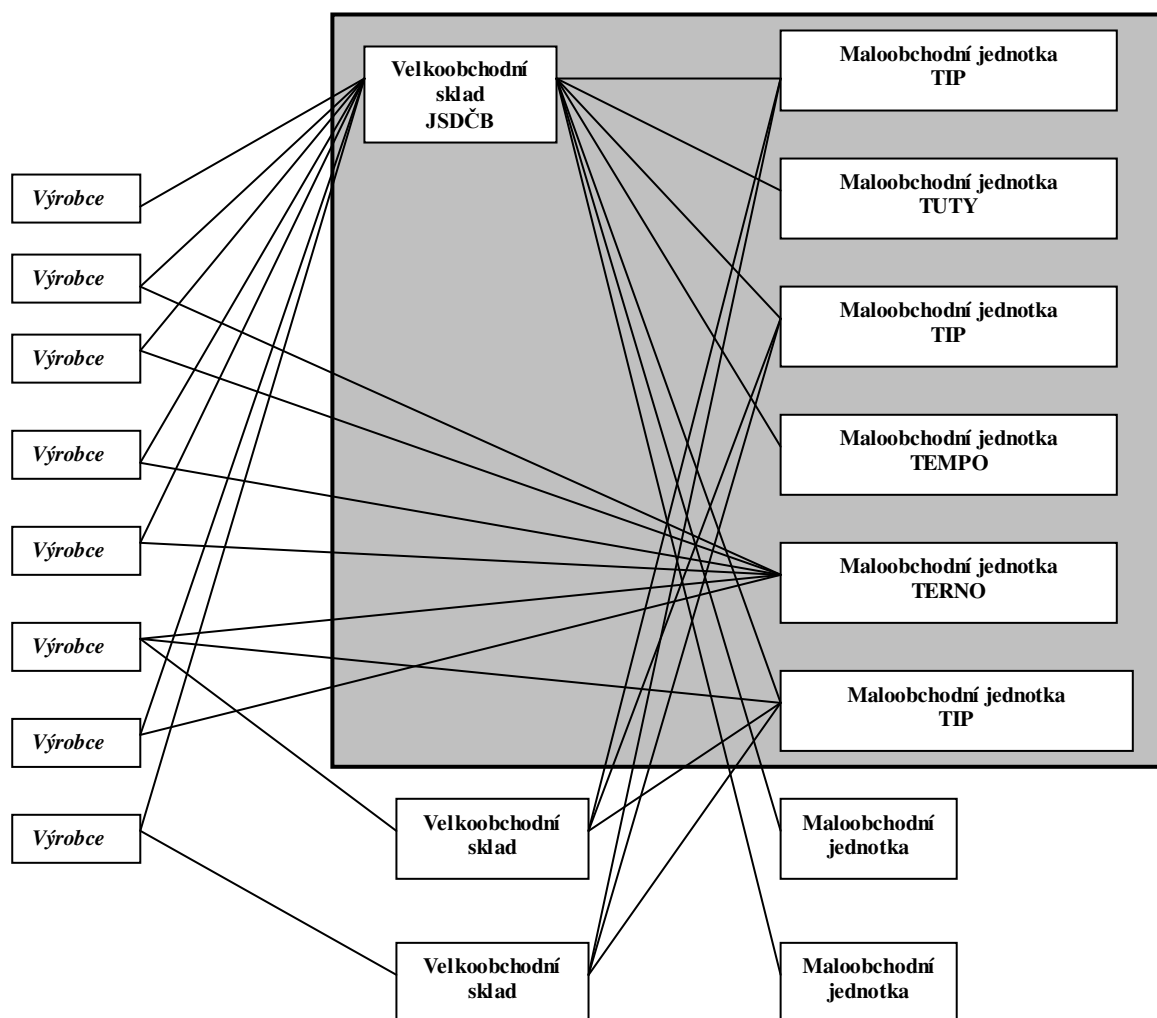 Velkoobchodní
sklad
JSDČB
Maloobchodní jednotka
TIP
Maloobchodní jednotka
TUTY
Maloobchodní jednotka
TIP
Maloobchodní jednotka
TEMPO
Maloobchodní jednotka
TERNO
Maloobchodní jednotka
TIP
Výrobce
Výrobce
Výrobce
Výrobce
Výrobce
Výrobce
Výrobce
Výrobce
Velkoobchodní
sklad
Maloobchodní
jednotka
Velkoobchodní
sklad
Maloobchodní
jednotka